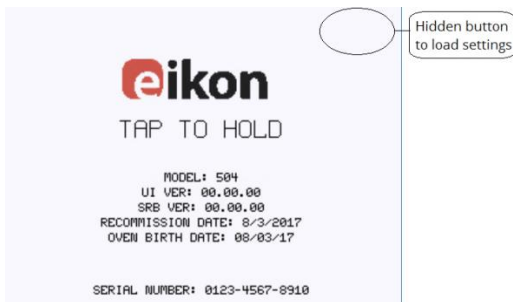 Hidden button
to load settings
eikon
TAP TO HOLD
MODEL: 504
UI VER: 00.00.00
SRB VER: 00.00.00
RECOMMISSION DATE: 8/3/2017
OVEN BIRTH DATE: 08/03/17
SERIAL NUMBER: 0123-4567-8910